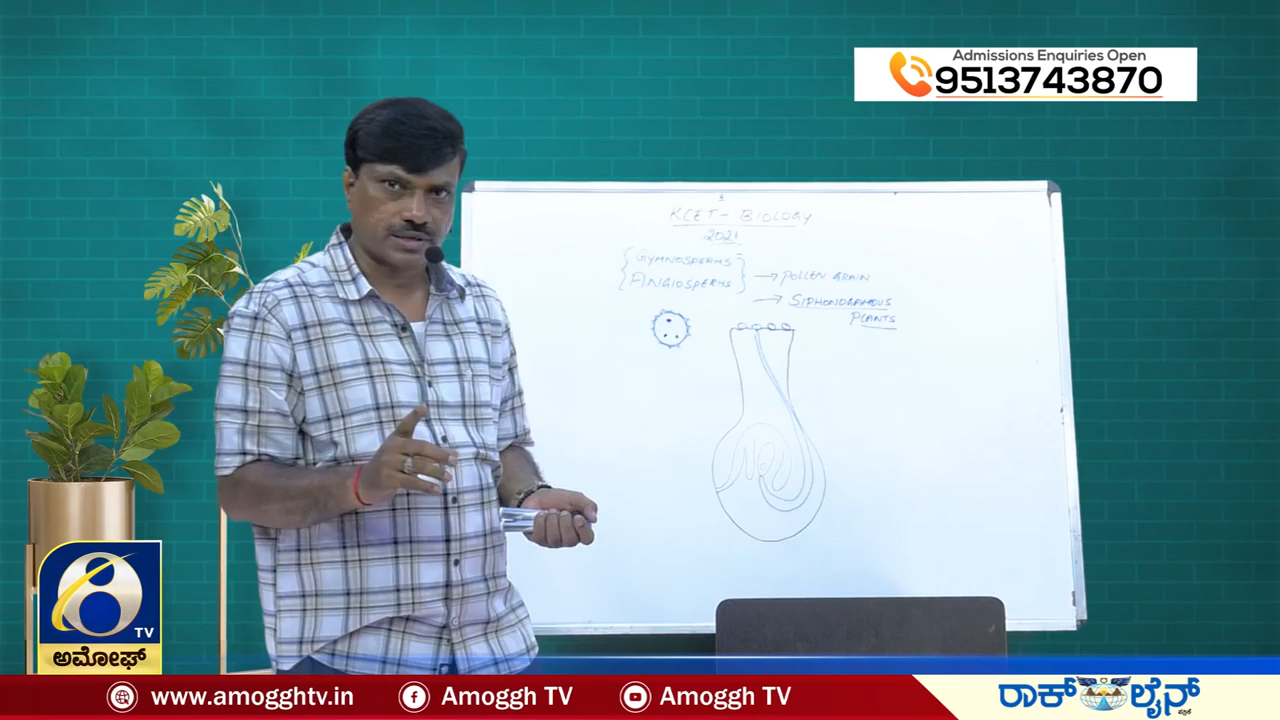 Admissions Enquiries Open
9513743870
KCET - BIOLOGY
2021
GYMNOSPERMS
ANGIOSPERMS
→ POLLEN GRAIN
→ SIPHONOGAMOUS
PLANTS
TV
ಅಮೋಘ್
www.amogghtv.in
Amoggh TV
Amoggh TV
ರಾಕ್ ಲೈನ್
ಪತ್ರಿಕೆ